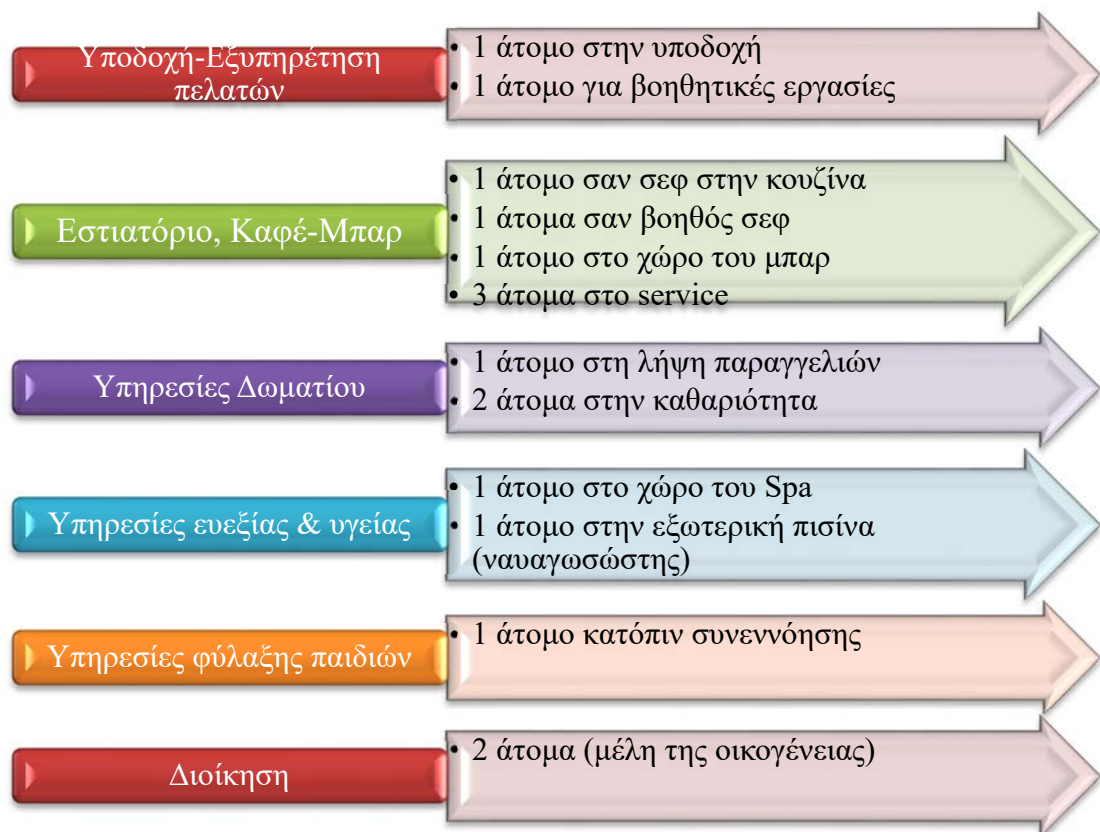 Υποδοχή-Εξυπηρέτηση
πελατών
• 1 άτομο στην υποδοχή
• 1 άτομο για βοηθητικές εργασίες
Εστιατόριο, Καφέ-Μπαρ
• 1 άτομο σαν σεφ στην κουζίνα
• 1 άτομα σαν βοηθός σεφ
• 1 άτομο στο χώρο του μπαρ
• 3 άτομα στο service
Υπηρεσίες Δωματίου
• 1 άτομο στη λήψη παραγγελιών
• 2 άτομα στην καθαριότητα
Υπηρεσίες ευεξίας & υγείας
• 1 άτομο στο χώρο του Spa
• 1 άτομο στην εξωτερική πισίνα
(ναυαγωσώστης)
Υπηρεσίες φύλαξης παιδιών
• 1 άτομο κατόπιν συνεννόησης
Διοίκηση
• 2 άτομα (μέλη της οικογένειας)